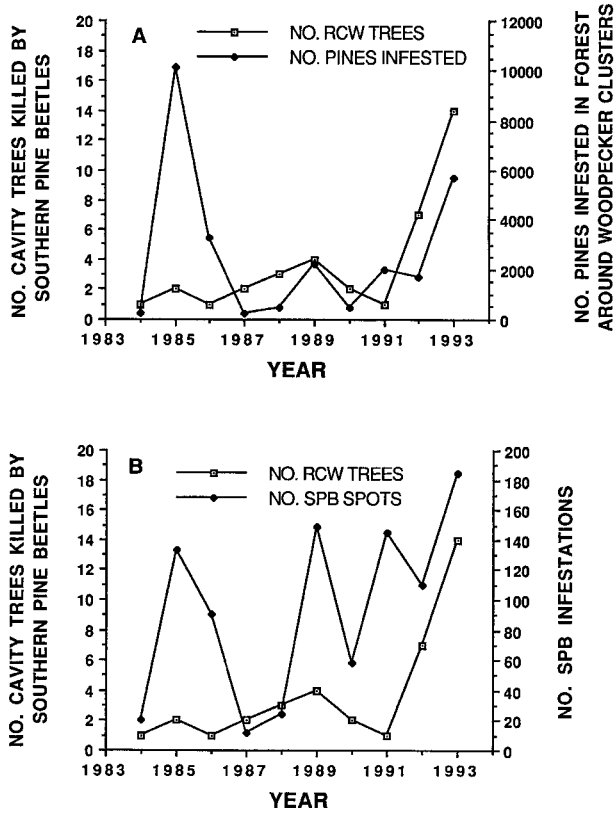 A
NO. RCW TREES
NO. PINES INFESTED
NO. CAVITY TREES KILLED BY
SOUTHERN PINE BEETLES
20
18
16
14
12
10
8
6
4
2
0
12000
10000
8000
6000
4000
2000
0
NO. PINES INFESTED IN FOREST
AROUND WOODPECKER CLUSTERS
1983 1985 1987 1989 1991 1993
YEAR
B
NO. RCW TREES
NO. SPB SPOTS
NO. CAVITY TREES KILLED BY
SOUTHERN PINE BEETLES
20
18
16
14
12
10
8
6
4
2
0
200
180
160
140
120
100
80
60
40
20
0
NO. SPB INFESTATIONS
1983 1985 1987 1989 1991 1993
YEAR